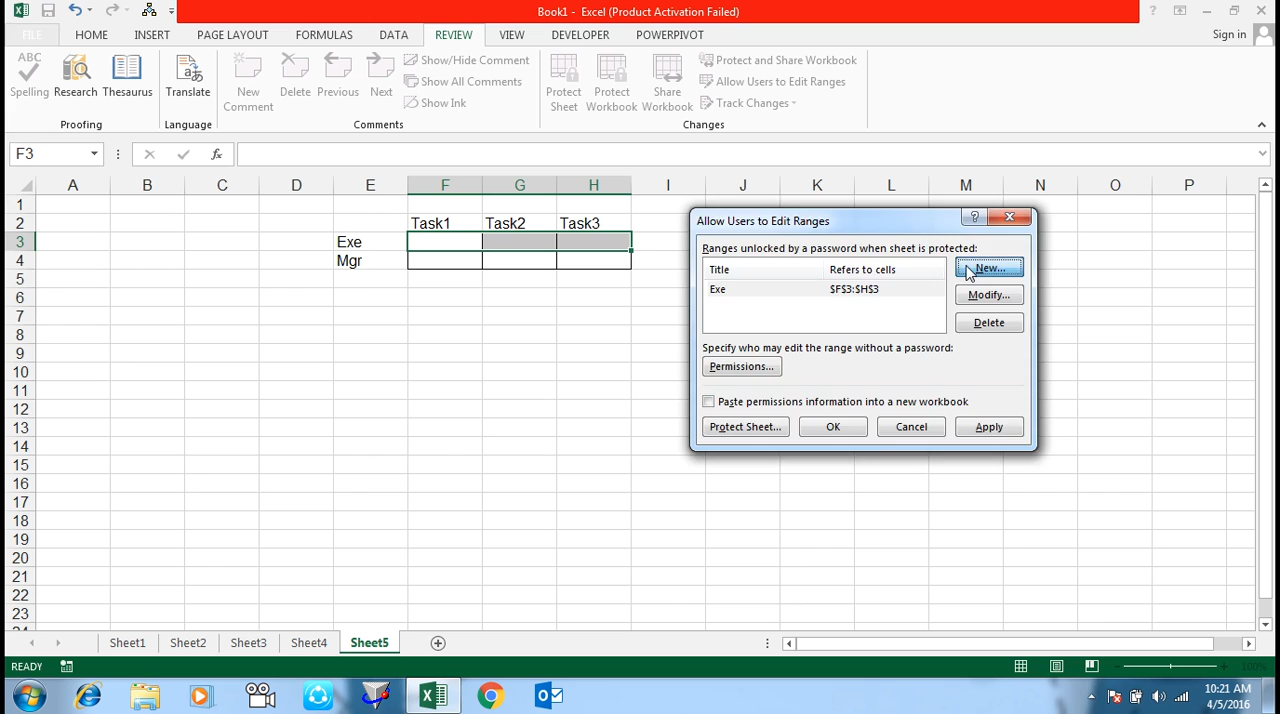 Book1 - Excel (Product Activation Failed)
FILE HOME INSERT PAGE LAYOUT FORMULAS DATA REVIEW VIEW DEVELOPER POWERPIVOT Sign in
ABC
Spelling Research Thesaurus Translate New Comment Delete Previous Next Show/Hide Comment Show All Comments Show Ink Protect Sheet Protect Workbook Share Workbook Protect and Share Workbook Allow Users to Edit Ranges Track Changes
Proofing Language Comments Changes
F3 fx
A B C D E F G H I J K L M N O P
1
2 Task1 Task2 Task3
3 Exe
4 Mgr
5
6
7
8
9
10
11
12
13
14
15
16
17
18
19
20
21
22
23
Allow Users to Edit Ranges
Ranges unlocked by a password when sheet is protected:
Title Refers to cells New...
Exe $F$3:$H$3 Modify...
Delete
Specify who may edit the range without a password:
Permissions...
Paste permissions information into a new workbook
Protect Sheet... OK Cancel Apply
Sheet1 Sheet2 Sheet3 Sheet4 Sheet5
READY 100%
10:21 AM
4/5/2016